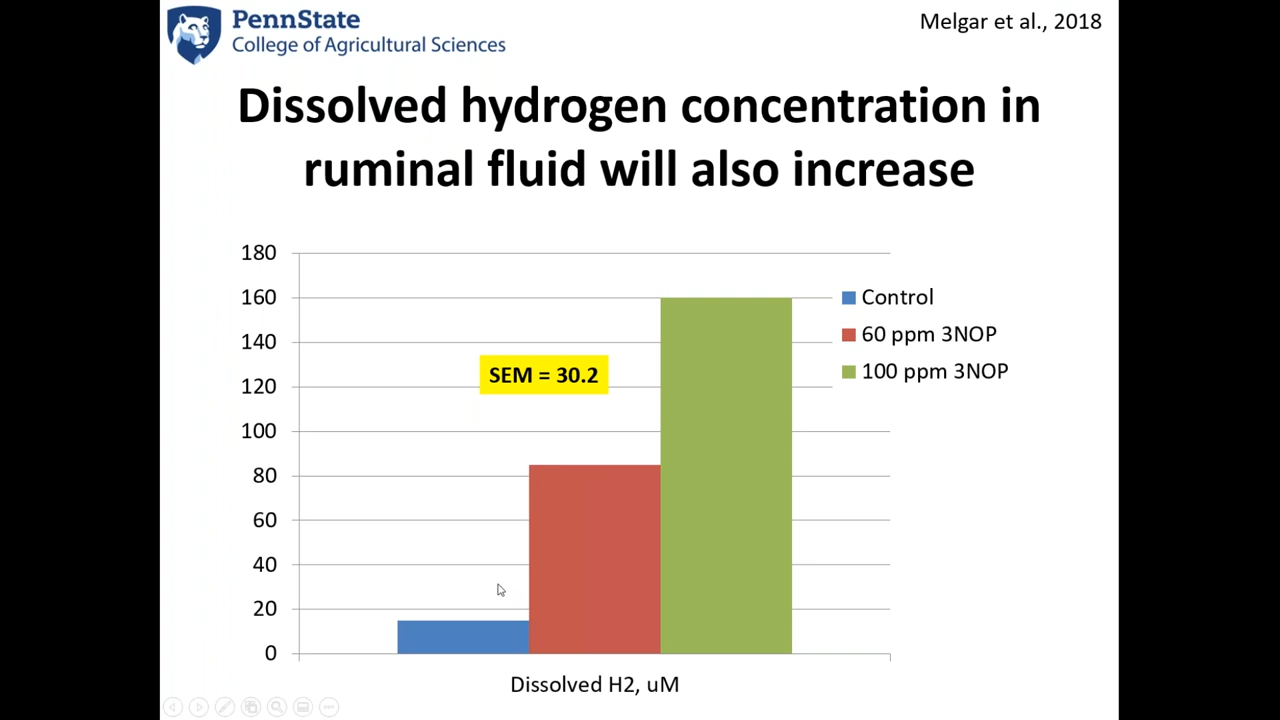 PennState
College of Agricultural Sciences
Melgar et al., 2018
Dissolved hydrogen concentration in
ruminal fluid will also increase
180
160
140
120
100
80
60
40
20
0
SEM = 30.2
Control
60 ppm 3NOP
100 ppm 3NOP
Dissolved H2, uM